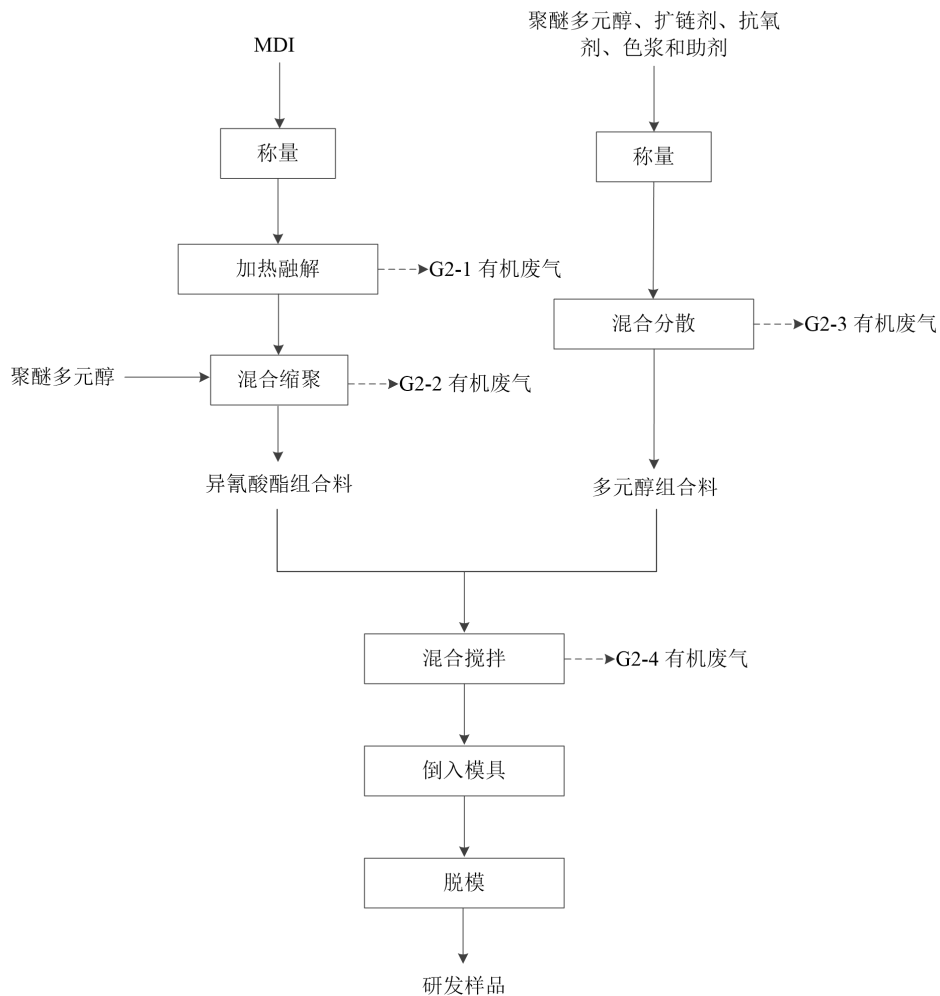 MDI
聚醚多元醇、扩链剂、抗氧
剂、色浆和助剂
称量
称量
加热融解
G2-1 有机废气
混合分散
G2-3 有机废气
聚醚多元醇
混合缩聚
G2-2 有机废气
异氰酸酯组合料
多元醇组合料
混合搅拌
G2-4 有机废气
倒入模具
脱模
研发样品